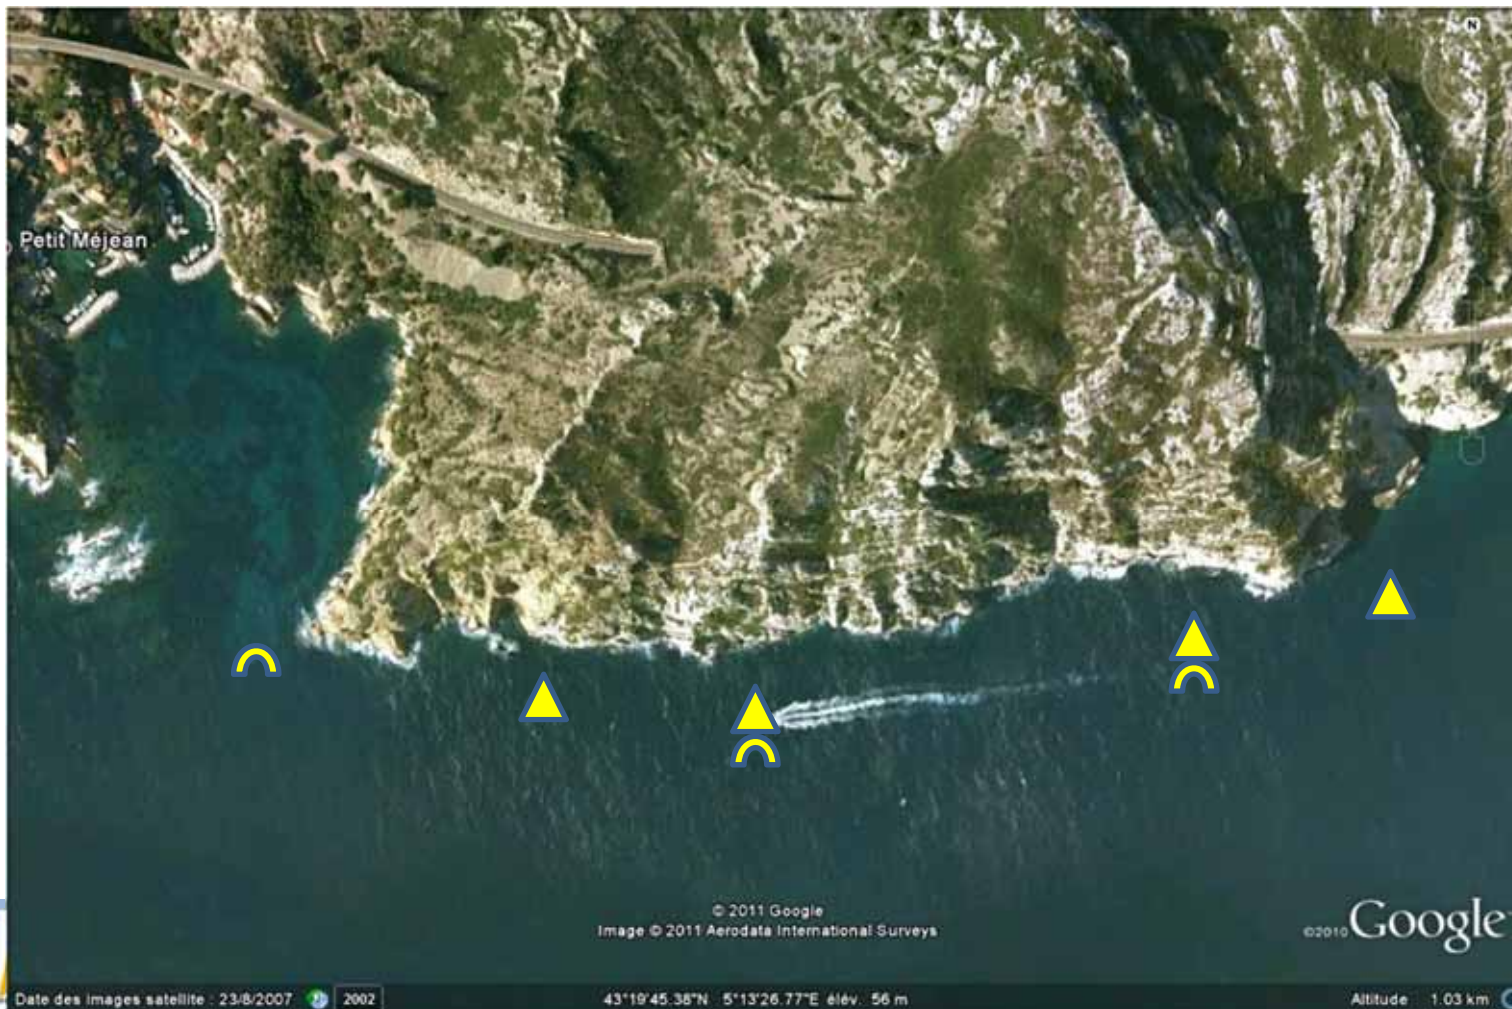 N
Petit Méjean
© 2011 Google
Image © 2011 Aerodata International Surveys
©2010 Google
Date des images satellite : 23/8/2007 2002 43°19'45.38"N 5°13'26.77"E élév. 56 m Altitude 1.03 km